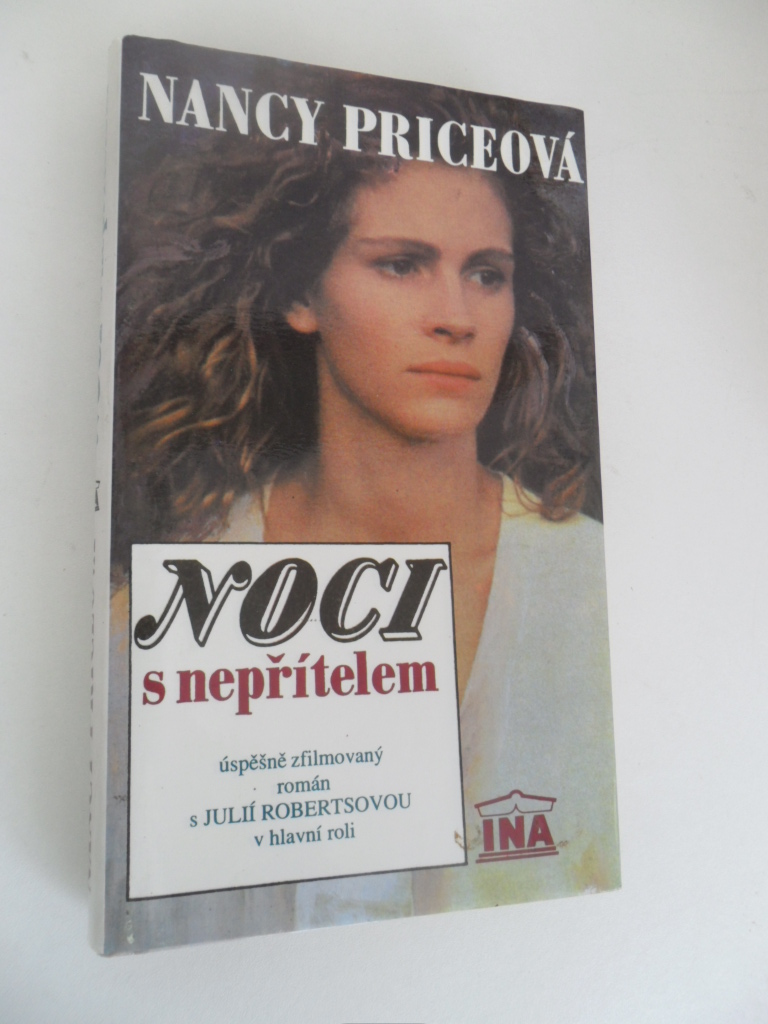 NANCY PRICEOVÁ
NOCI
s nepřítelem
úspěšně zfilmovaný
román
s JULIÍ ROBERTSOVOU
v hlavní roli
INA